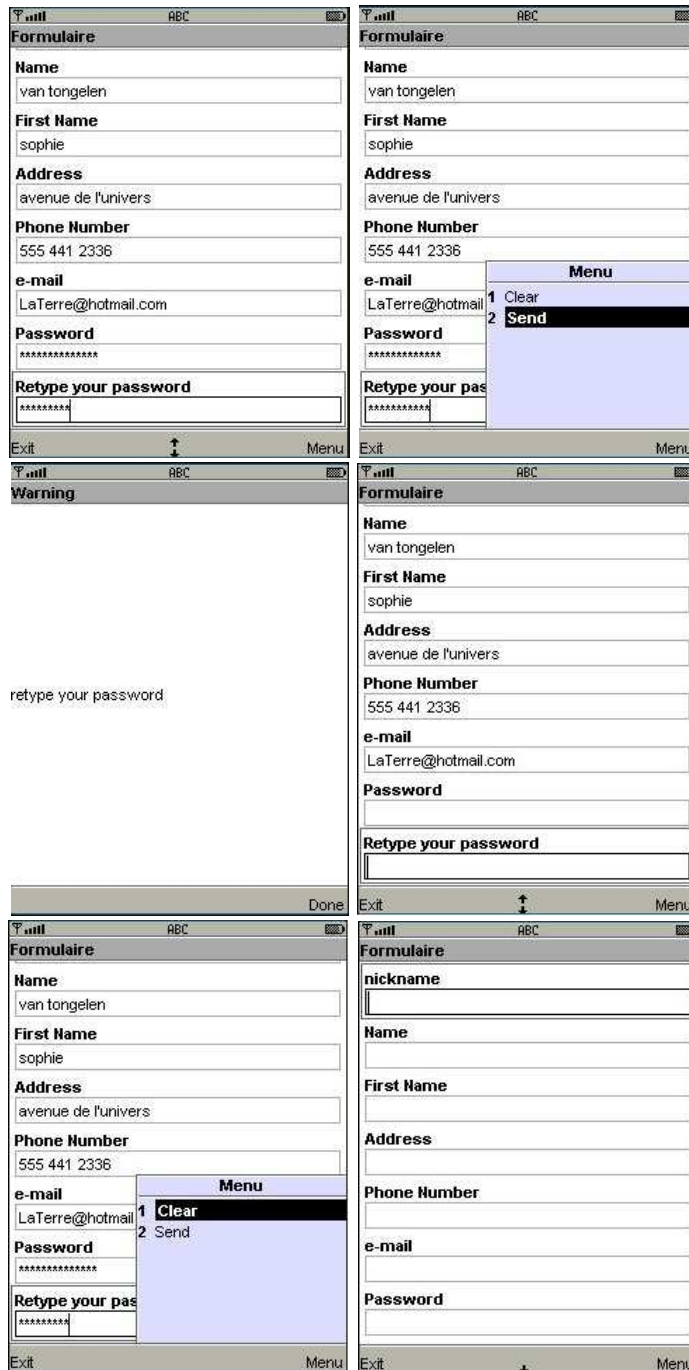 ABC
Formulaire
Name
van tongelen
First Name
sophie
Address
avenue de l'univers
Phone Number
555 441 2336
e-mail
LaTerre@hotmail.com
Password
**************
Retype your password
*********
Exit Menu
ABC
Formulaire
Name
van tongelen
First Name
sophie
Address
avenue de l'univers
Phone Number
555 441 2336
e-mail
LaTerre@hotmail
Password
*************
Retype your pas
***********
Menu
1 Clear
2 Send
Exit Menu
ABC
Warning
retype your password
Done
ABC
Formulaire
Name
van tongelen
First Name
sophie
Address
avenue de l'univers
Phone Number
555 441 2336
e-mail
LaTerre@hotmail.com
Password
Retype your password
Exit Menu
ABC
Formulaire
Name
van tongelen
First Name
sophie
Address
avenue de l'univers
Phone Number
555 441 2336
e-mail
LaTerre@hotmail
Password
**************
Retype your pas
*********
Menu
1 Clear
2 Send
Exit Menu
ABC
Formulaire
nickname
Name
First Name
Address
Phone Number
e-mail
Password
Exit Menu